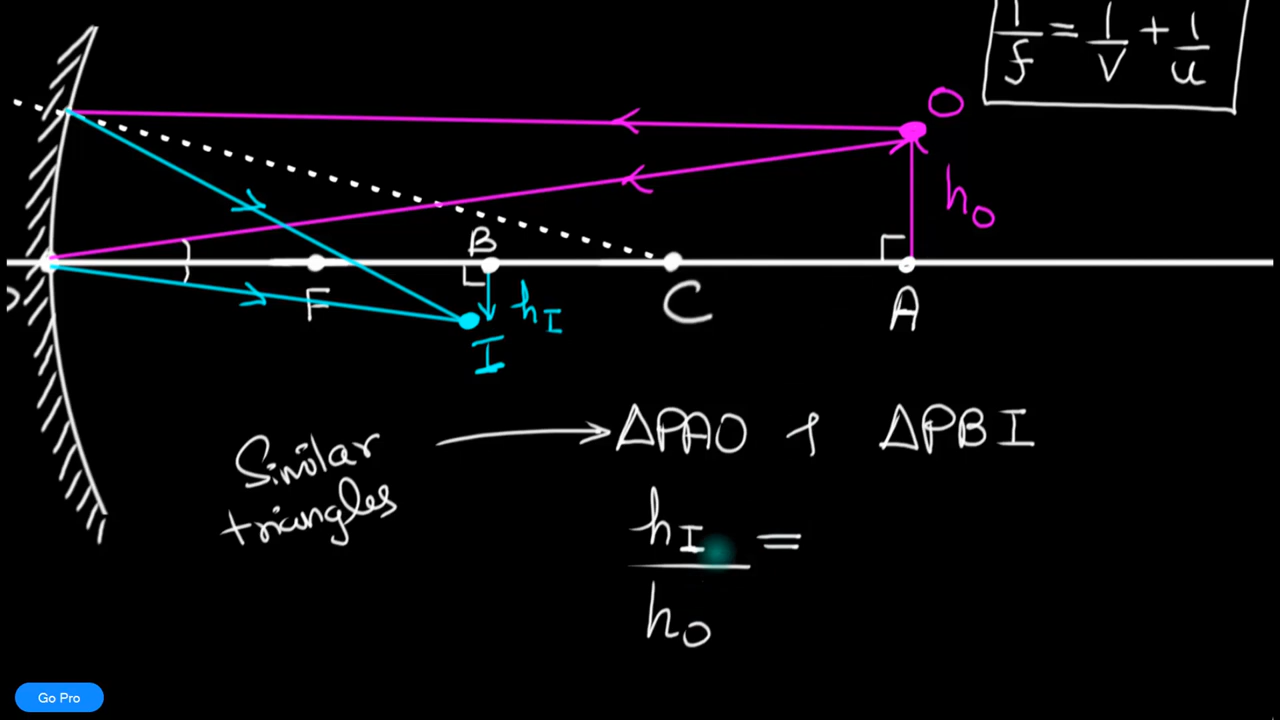 1/f = 1/v + 1/u
O
h₀
B
F
h_I
C
A
I
Similar → ΔPAO & ΔPBI
triangles
h_I/h₀ =
Go Pro